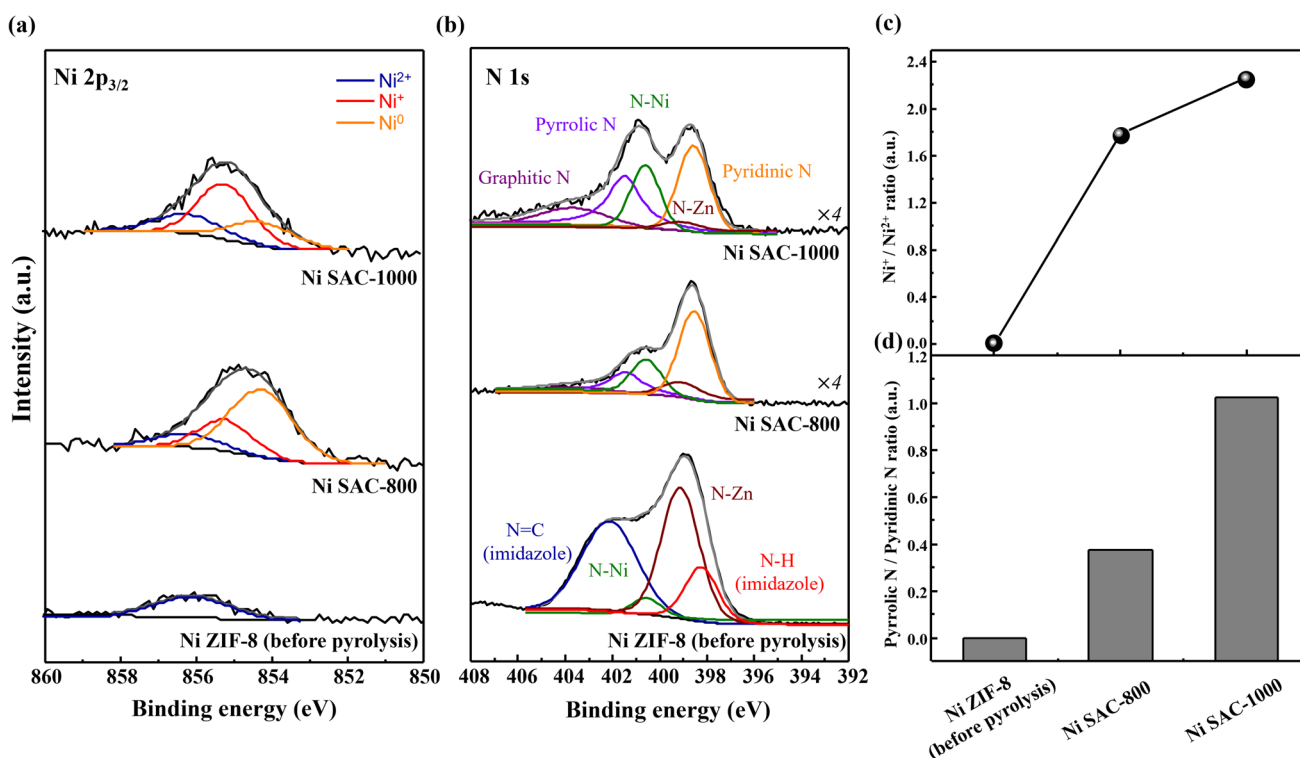 (a)
Ni 2p3/2
Ni2+
Ni+
Ni0
Ni SAC-1000
Ni SAC-800
Ni ZIF-8 (before pyrolysis)
Intensity (a.u.)
860 858 856 854 852 850
Binding energy (eV)
(b)
N 1s
N-Ni
Pyrrolic N
Graphitic N
Pyridinic N
N-Zn
×4
Ni SAC-1000
×4
Ni SAC-800
N-Zn
N=C
(imidazole)
N-Ni
N-H
(imidazole)
Ni ZIF-8 (before pyrolysis)
408 406 404 402 400 398 396 394 392
Binding energy (eV)
(c)
2.4
2.0
1.6
1.2
0.8
0.4
0.0
Ni+ / Ni2+ ratio (a.u.)
(d)
1.2
1.0
0.8
0.6
0.4
0.2
0.0
Pyrrolic N / Pyridinic N ratio (a.u.)
Ni ZIF-8
(before pyrolysis)
Ni SAC-800
Ni SAC-1000